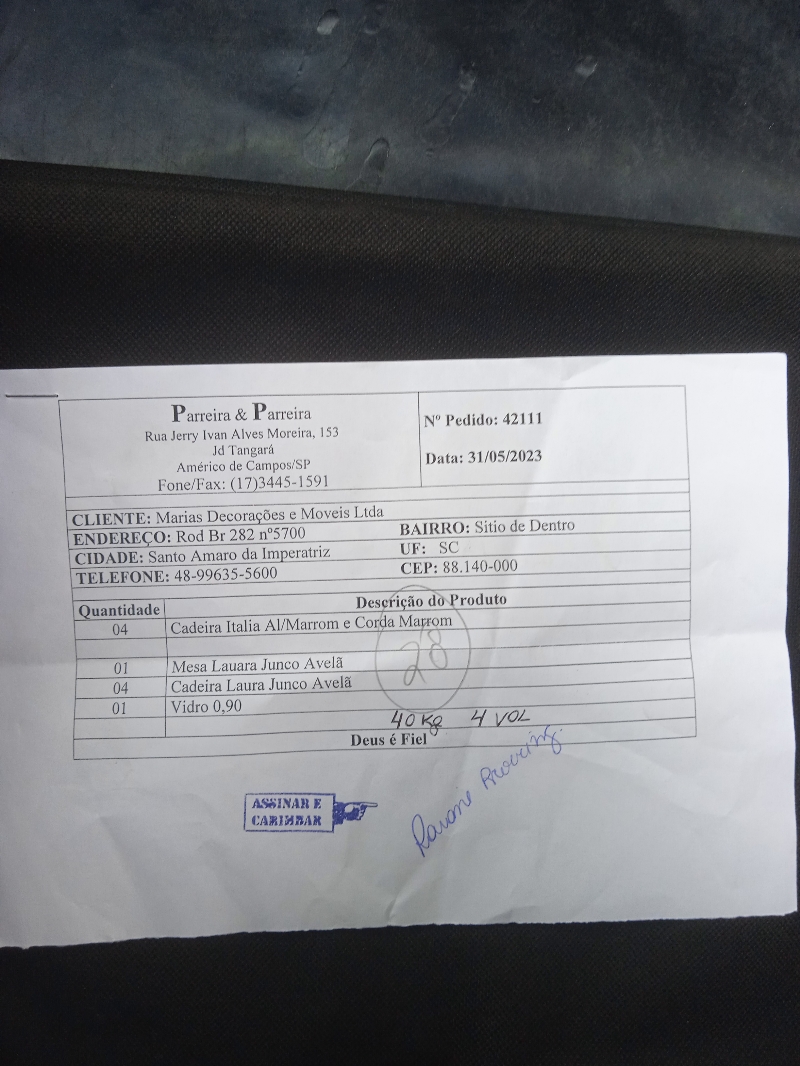 Parreira & Parreira
Rua Jerry Ivan Alves Moreira, 153
Jd Tangará
Américo de Campos/SP
Fone/Fax: (17)3445-1591
Nº Pedido: 42111
Data: 31/05/2023
CLIENTE: Marias Decorações e Moveis Ltda
ENDEREÇO: Rod Br 282 nº5700 BAIRRO: Sitio de Dentro
CIDADE: Santo Amaro da Imperatriz UF: SC
TELEFONE: 48-99635-5600 CEP: 88.140-000
Quantidade Descrição do Produto
04 Cadeira Italia Al/Marrom e Corda Marrom
28
01 Mesa Lauara Junco Avelã
04 Cadeira Laura Junco Avelã
01 Vidro 0,90
40 Kg 4 VOL
Deus é Fiel
ASSINAR E
CARIMBAR